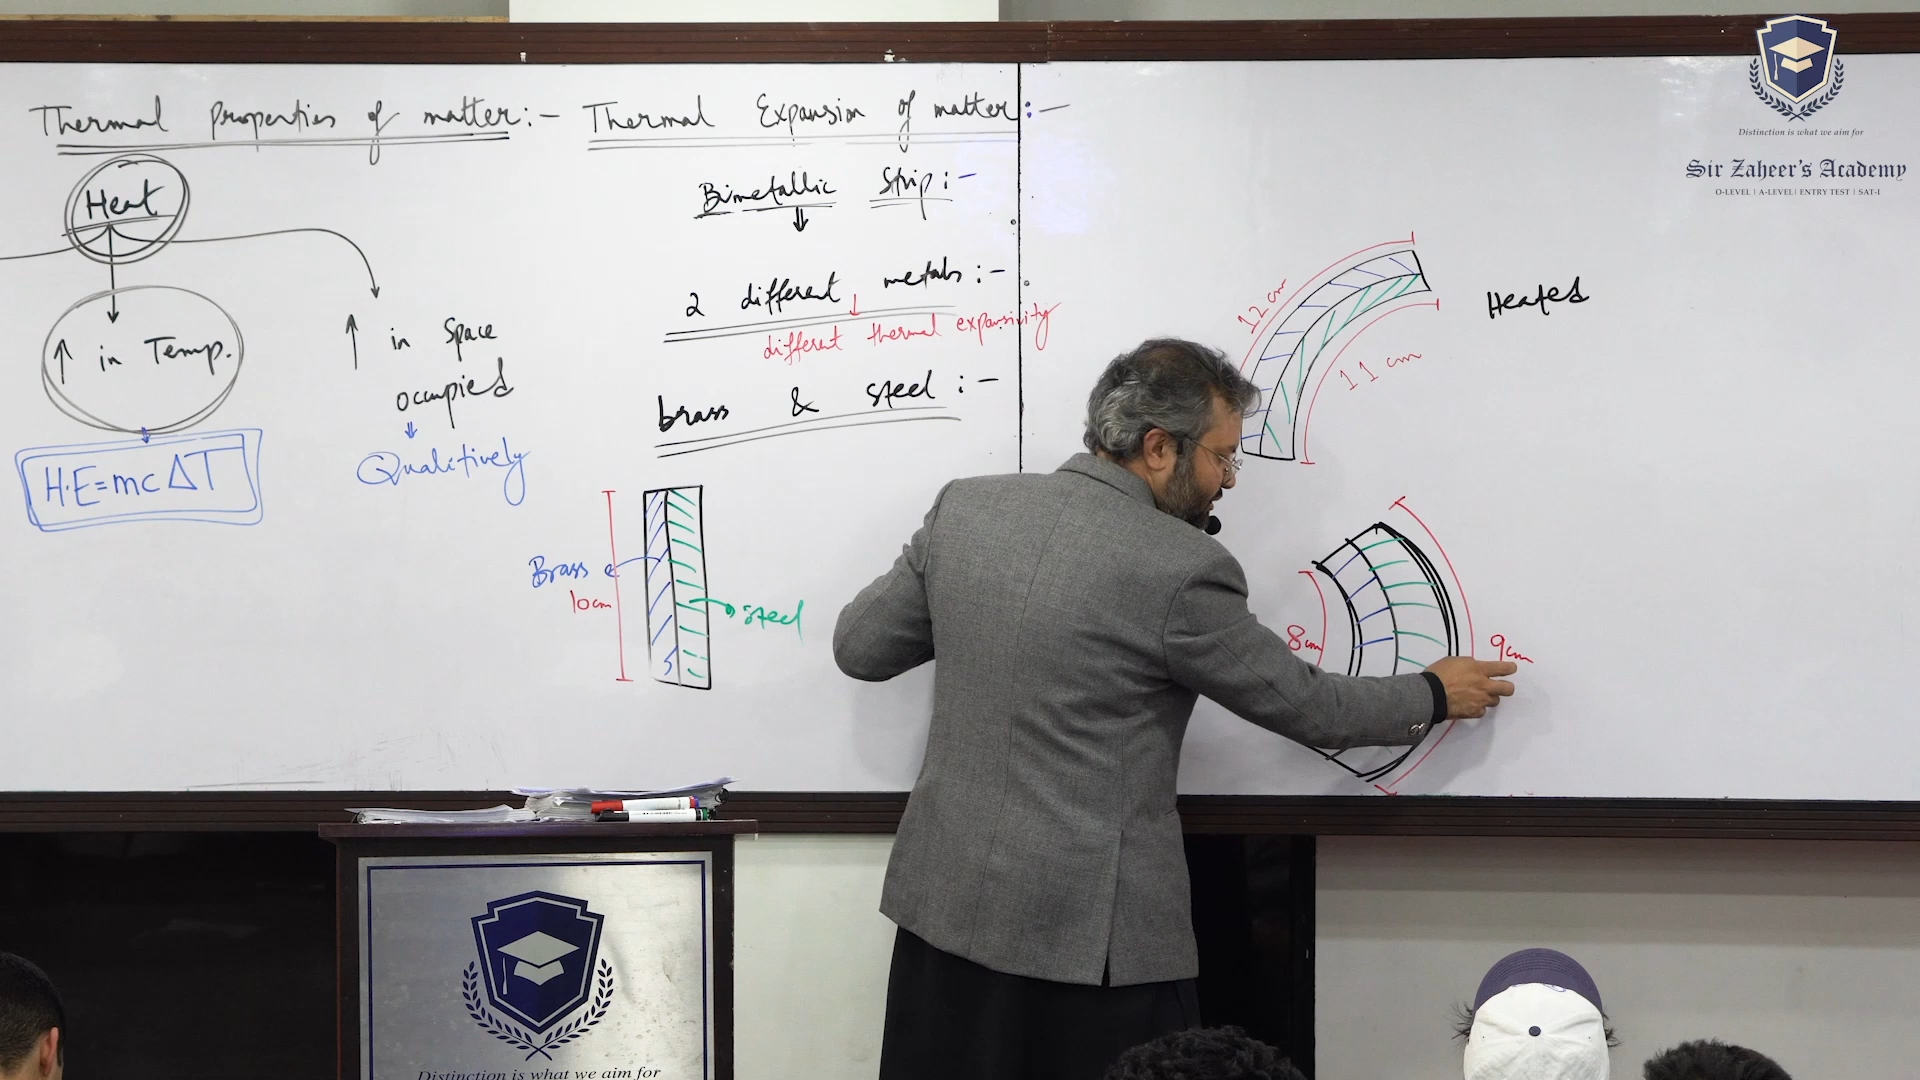 Thermal Properties of matter:-
Heat
↑ in Temp.
H.E=mcΔT
↑ in Space
occupied
Qualitively
Thermal Expansion of matter:-
Bimetallic Strip:-
2 different metals:-
different thermal expansivity
brass & steel:-
Brass
10cm
steel
12 cm
11 cm
Heated
8cm
9cm
Distinction is what we aim for
Sir Zaheer's Academy
O-LEVEL | A-LEVEL | ENTRY TEST | SAT-I
Distinction is what we aim for